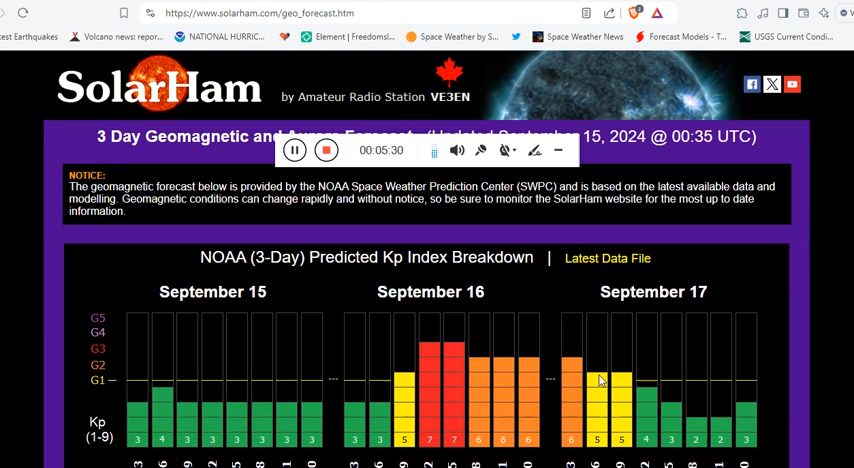 https://www.solarham.com/geo_forecast.htm
test Earthquakes
Volcano news: repor...
NATIONAL HURRIC...
Element | Freedomsl...
Space Weather by S...
Space Weather News
Forecast Models - T...
USGS Current Condi...
SolarHam
by Amateur Radio Station VE3EN
3 Day Geomagnetic and Aurora Forecast (Updated September 15, 2024 @ 00:35 UTC)
00:05:30
NOTICE:
The geomagnetic forecast below is provided by the NOAA Space Weather Prediction Center (SWPC) and is based on the latest available data and
modelling. Geomagnetic conditions can change rapidly and without notice, so be sure to monitor the SolarHam website for the most up to date
information.
NOAA (3-Day) Predicted Kp Index Breakdown | Latest Data File
September 15 September 16 September 17
G5
G4
G3
G2
G1
Kp
(1-9)
3 4 3 3 3 3 3 3 3 3 5 7 7 6 6 6 6 5 5 4 3 2 2 3